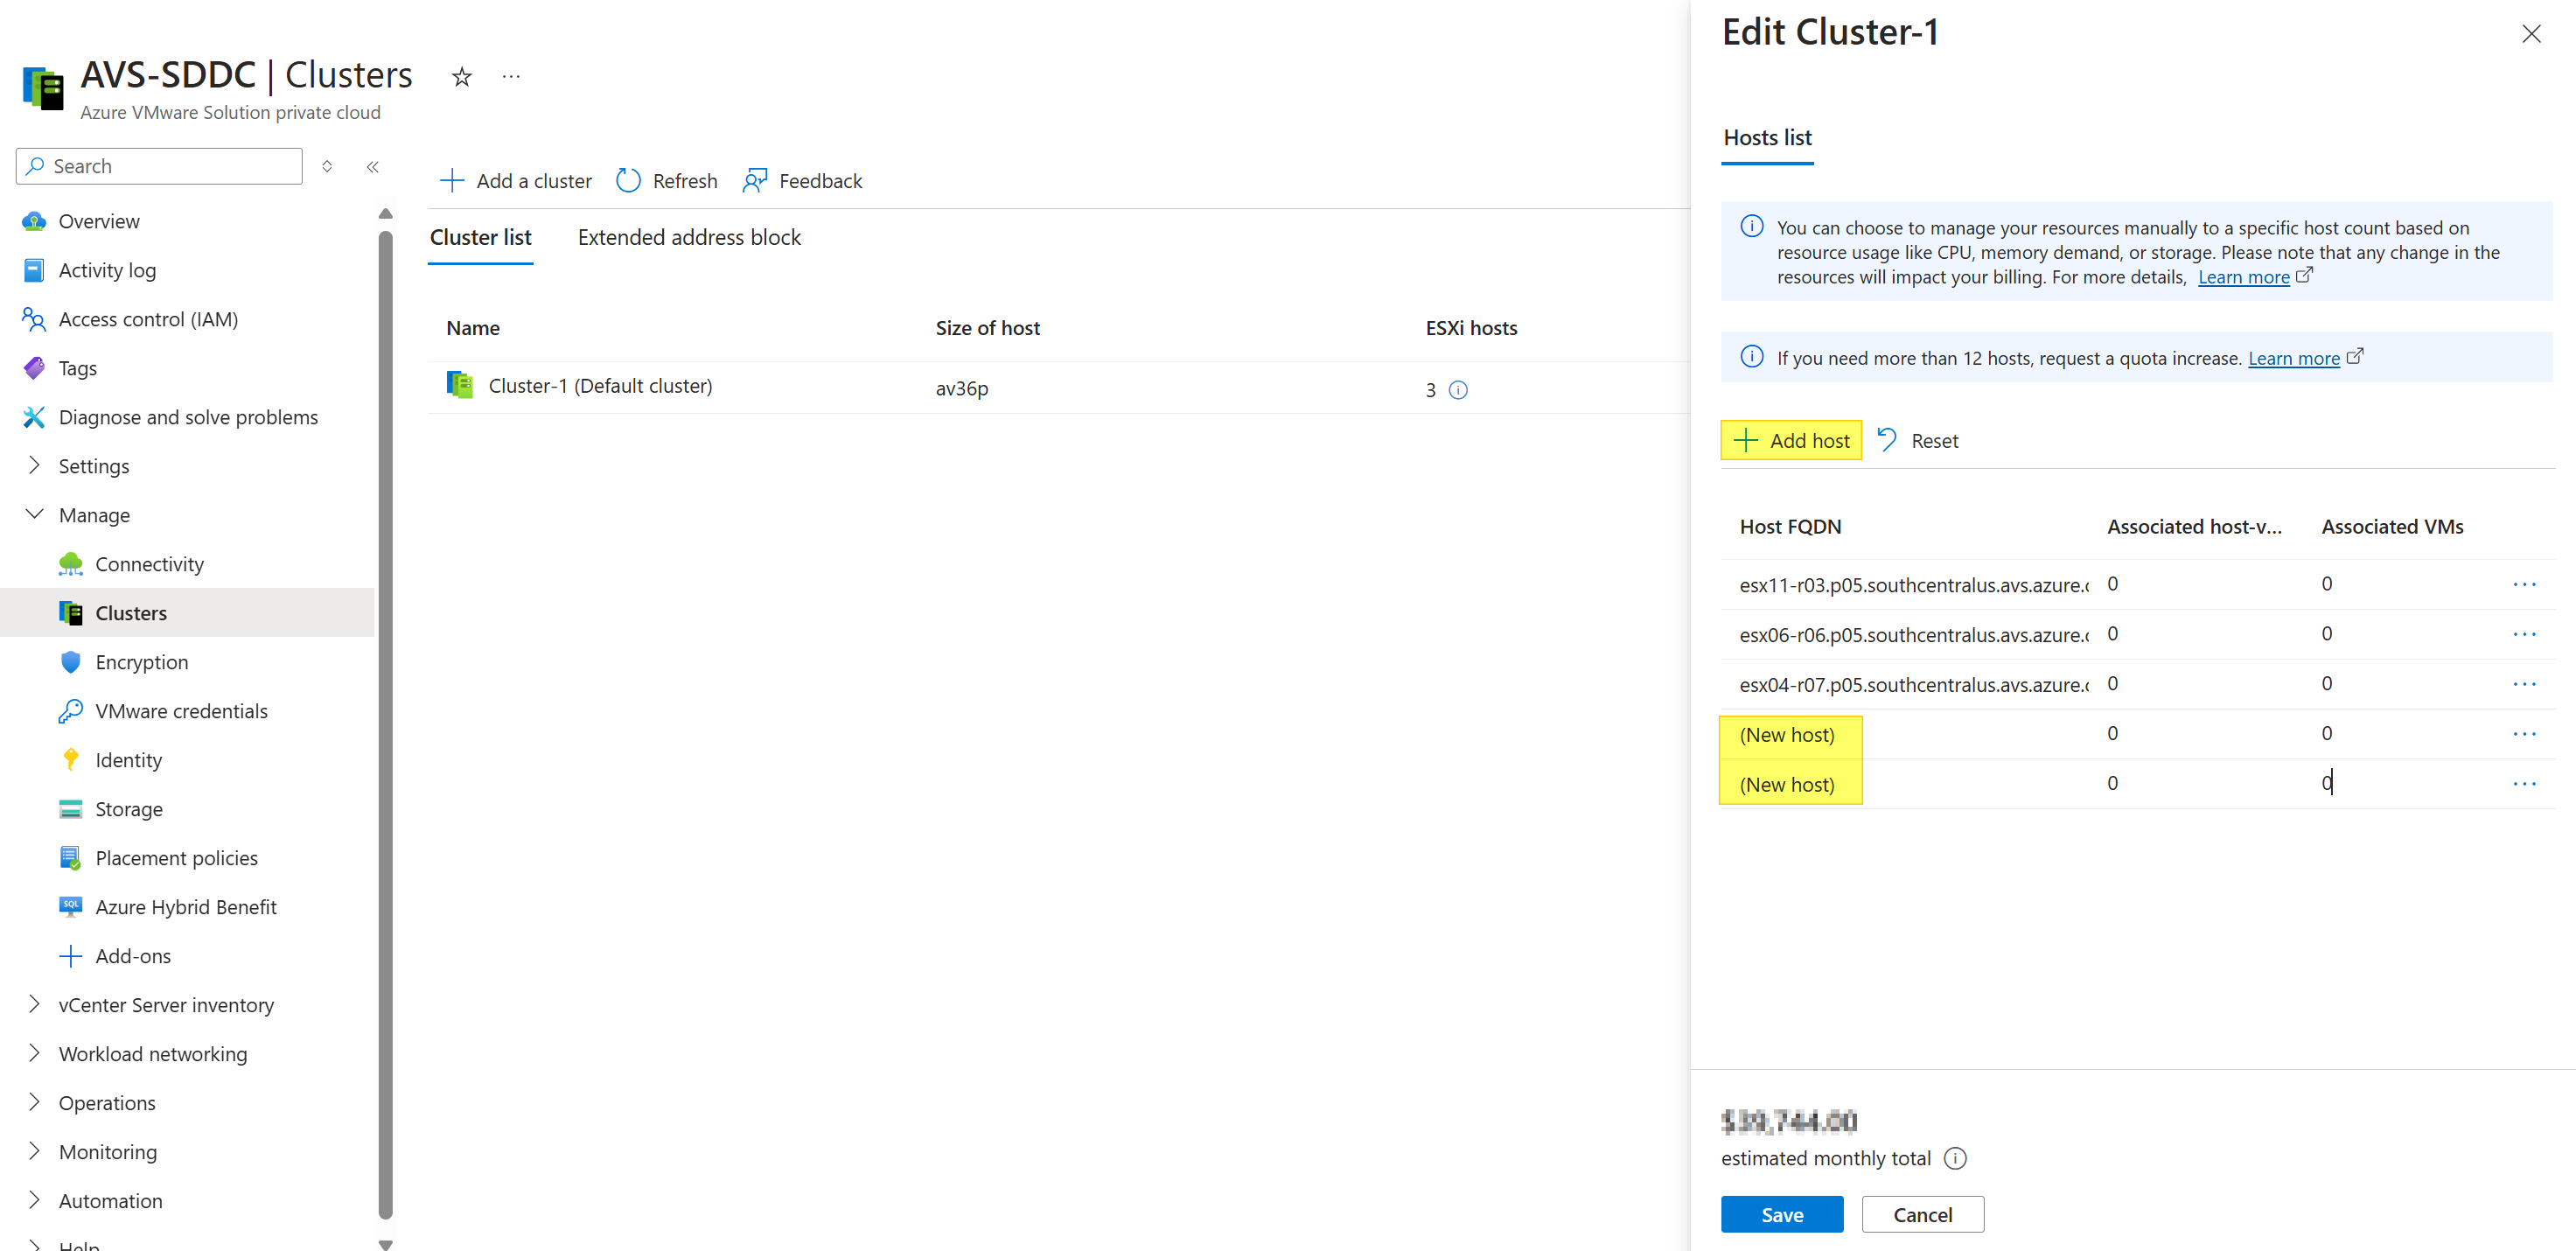 AVS-SDDC | Clusters
Azure VMware Solution private cloud
Search
Overview
Activity log
Access control (IAM)
Tags
Diagnose and solve problems
Settings
Manage
Connectivity
Clusters
Encryption
VMware credentials
Identity
Storage
Placement policies
SQL
Azure Hybrid Benefit
Add-ons
vCenter Server inventory
Workload networking
Operations
Monitoring
Automation
Help
Add a cluster Refresh Feedback
Cluster list Extended address block
Name Size of host ESXi hosts
Cluster-1 (Default cluster) av36p 3
Edit Cluster-1
Hosts list
You can choose to manage your resources manually to a specific host count based on
resource usage like CPU, memory demand, or storage. Please note that any change in the
resources will impact your billing. For more details, Learn more
If you need more than 12 hosts, request a quota increase. Learn more
Add host Reset
Host FQDN Associated host-v... Associated VMs
esx11-r03.p05.southcentralus.avs.azure. 0 0
esx06-r06.p05.southcentralus.avs.azure. 0 0
esx04-r07.p05.southcentralus.avs.azure. 0 0
(New host) 0 0
(New host) 0 0
estimated monthly total
Save Cancel